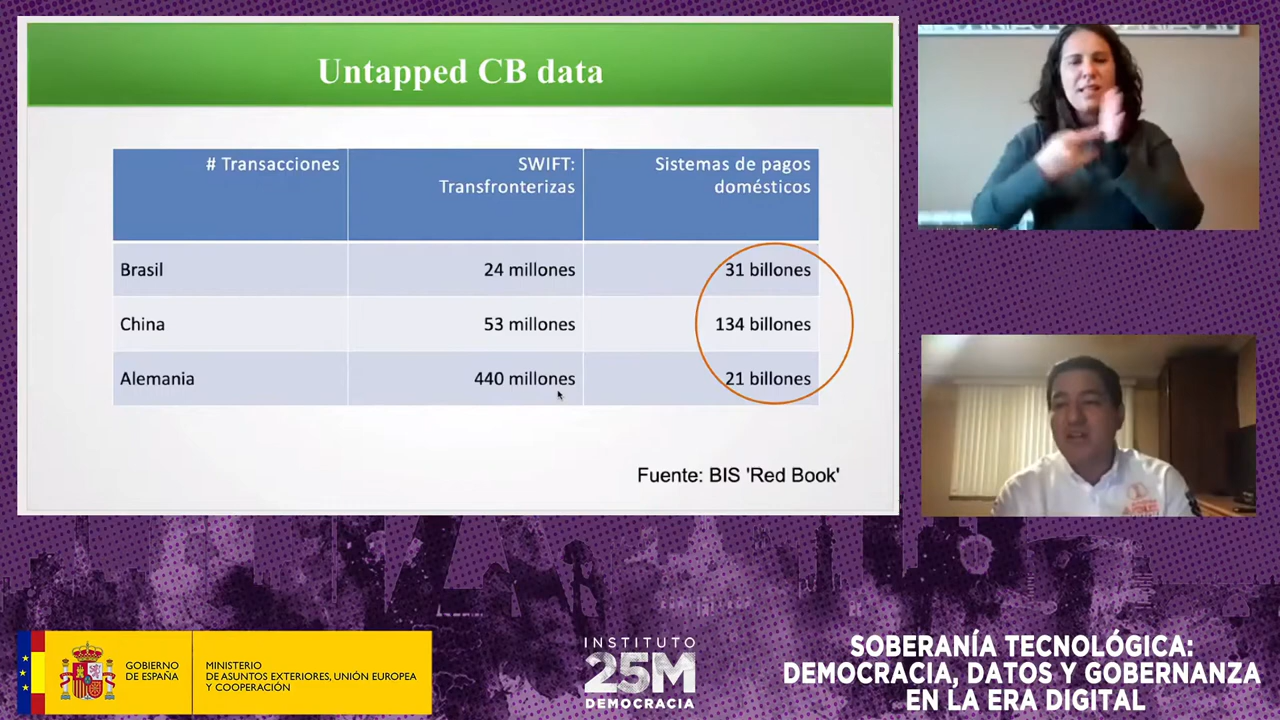 Untapped CB data
# Transacciones
SWIFT:
Transfronterizas
Sistemas de pagos
domésticos
Brasil
24 millones
31 billones
China
53 millones
134 billones
Alemania
440 millones
21 billones
Fuente: BIS 'Red Book'
GOBIERNO
DE ESPAÑA
MINISTERIO
DE ASUNTOS EXTERIORES, UNIÓN EUROPEA
Y COOPERACIÓN
INSTITUTO
25M
DEMOCRACIA
SOBERANÍA TECNOLÓGICA:
DEMOCRACIA, DATOS Y GOBERNANZA
EN LA ERA DIGITAL